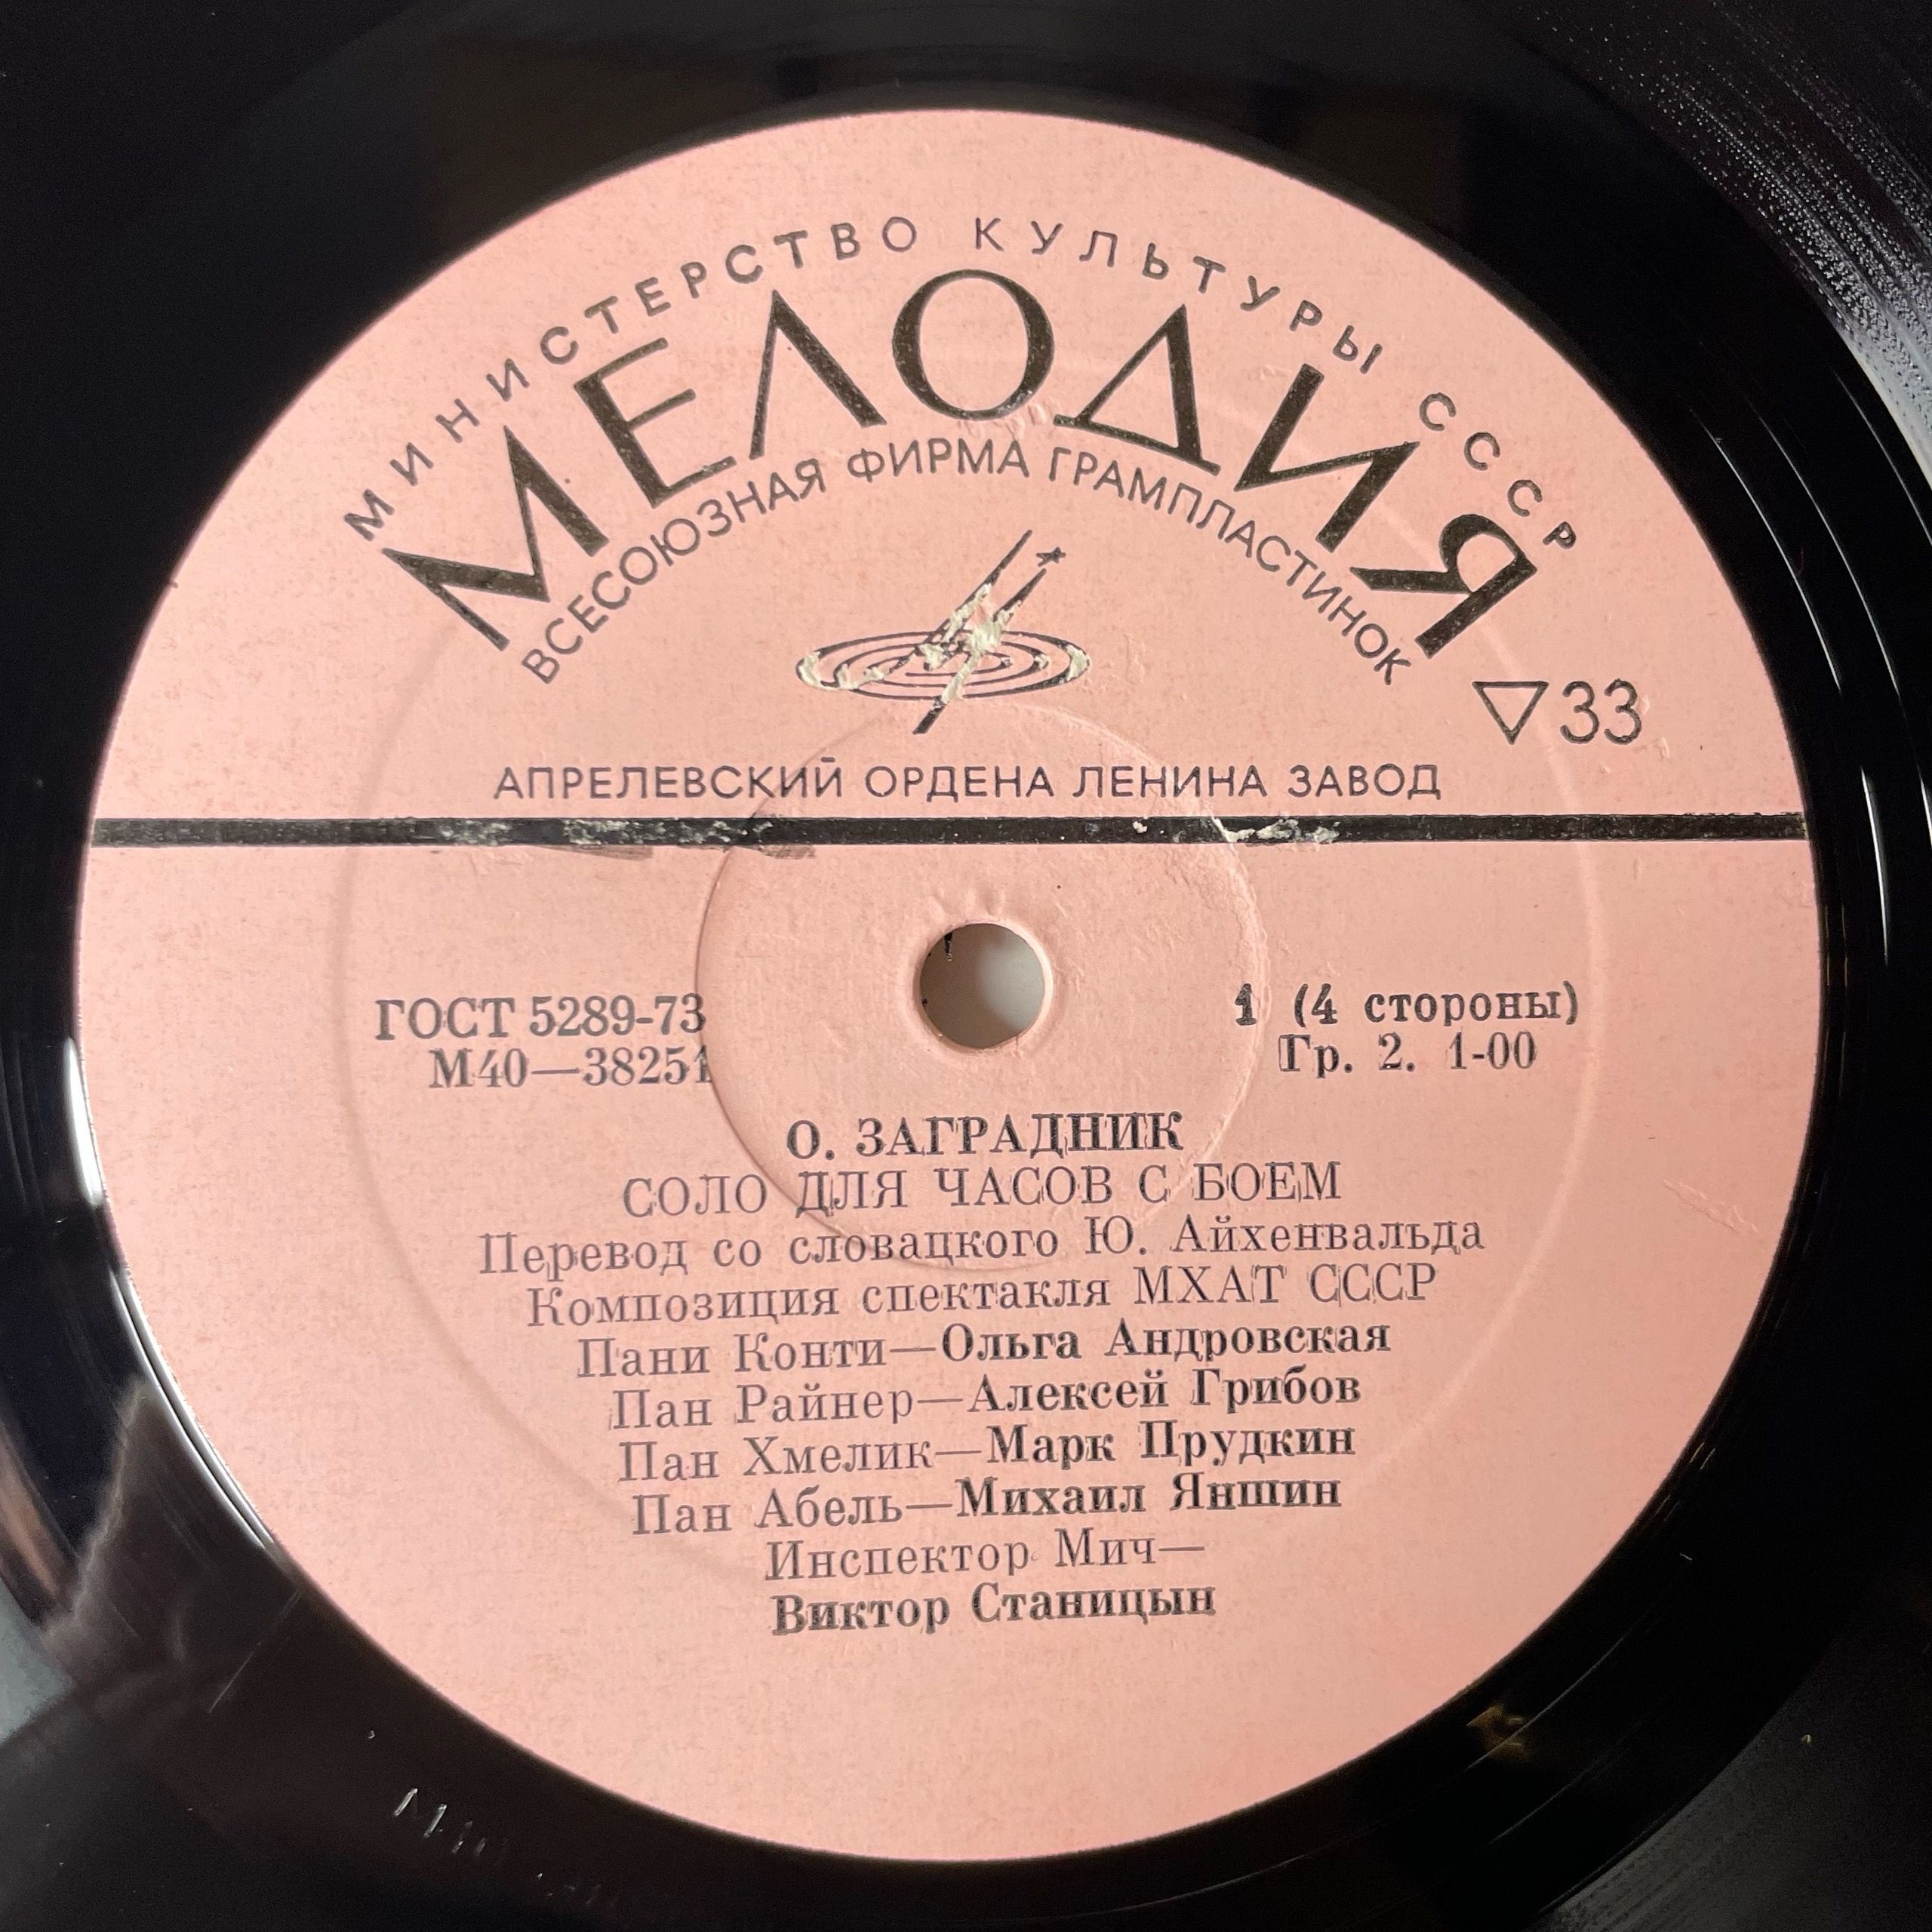 МИНИСТЕРСТВО КУЛЬТУРЫ СССР
МЕЛОДИЯ
ВСЕСОЮЗНАЯ ФИРМА ГРАМПЛАСТИНОК
▽33
АПРЕЛЕВСКИЙ ОРДЕНА ЛЕНИНА ЗАВОД
ГОСТ 5289-73
М40—38251
1 (4 стороны)
Гр. 2. 1-00
О. ЗАГРАДНИК
СОЛО ДЛЯ ЧАСОВ С БОЕМ
Перевод со словацкого Ю. Айхенвальда
Композиция спектакля МХАТ СССР
Пани Конти—Ольга Андровская
Пан Райнер—Алексей Грибов
Пан Хмелик—Марк Прудкин
Пан Абель—Михаил Яншин
Инспектор Мич—
Виктор Станицын